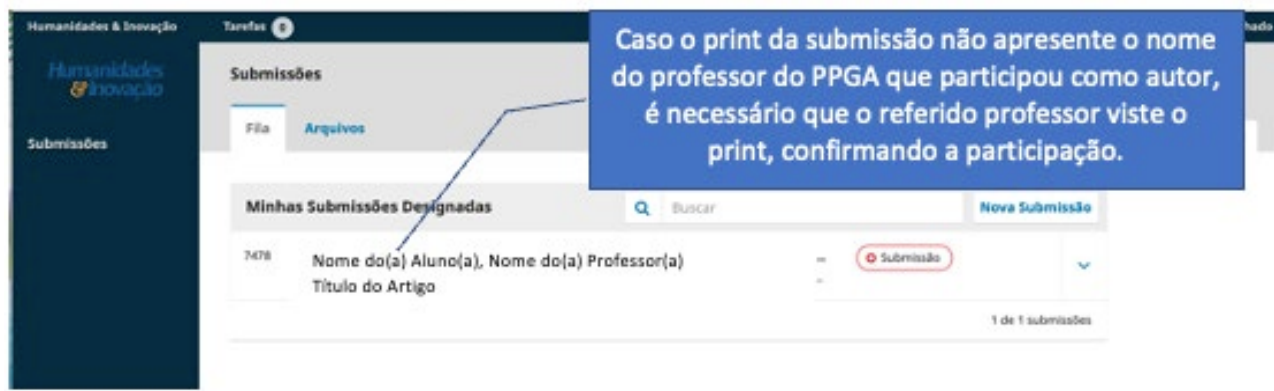 Humanidades & Inovação
Tarefas 0
hado
Humanidades
& Inovação
Submissões
Submissões
Fila
Arquivos
Caso o print da submissão não apresente o nome
do professor do PPGA que participou como autor,
é necessário que o referido professor viste o
print, confirmando a participação.
Minhas Submissões Designadas
Buscar
Nova Submissão
7478
Nome do(a) Aluno(a), Nome do(a) Professor(a)
Título do Artigo
Submissão
1 de 1 submissões